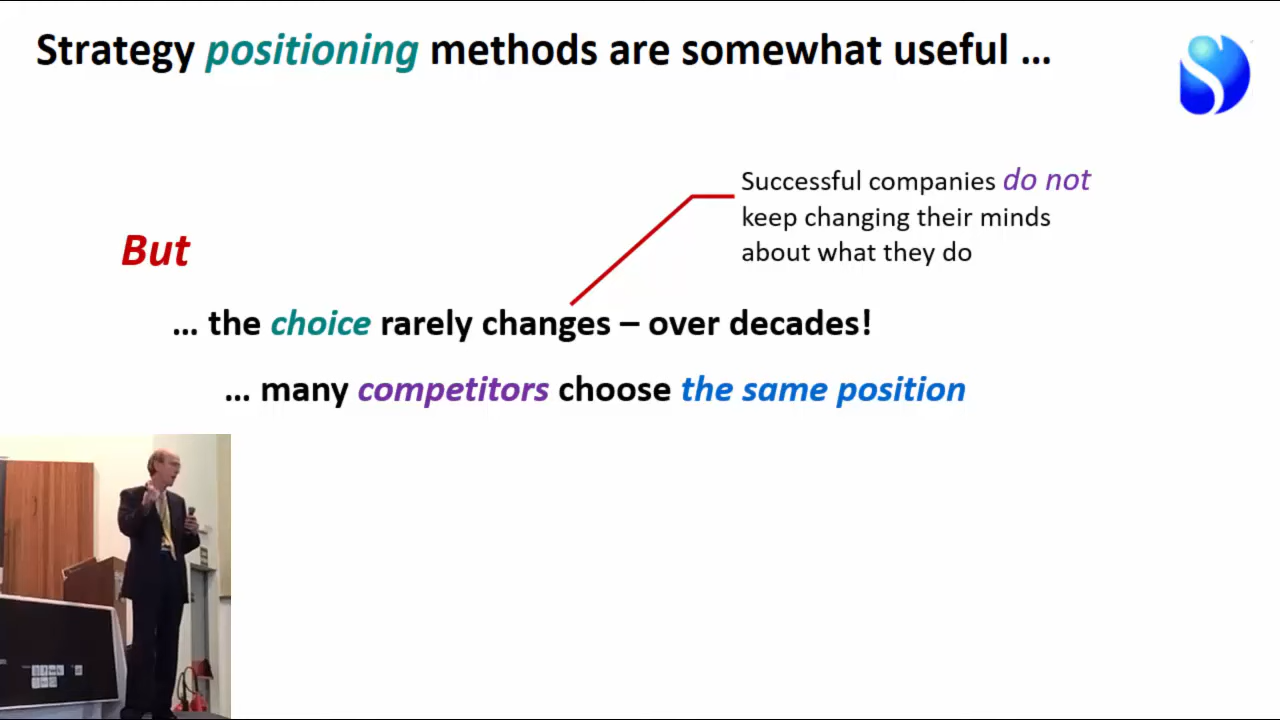 Strategy positioning methods are somewhat useful ...
Successful companies do not
keep changing their minds
about what they do
But
... the choice rarely changes – over decades!
... many competitors choose the same position